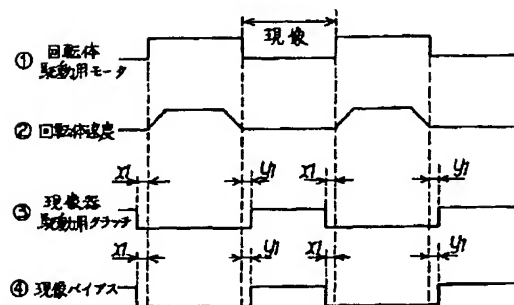 現像
① 回転体
駆動用モータ
② 回転体速度
x1 y1 x1 y1
③ 現像器
駆動用クラッチ
x1 y1 x1 y1
④ 現像バイアス